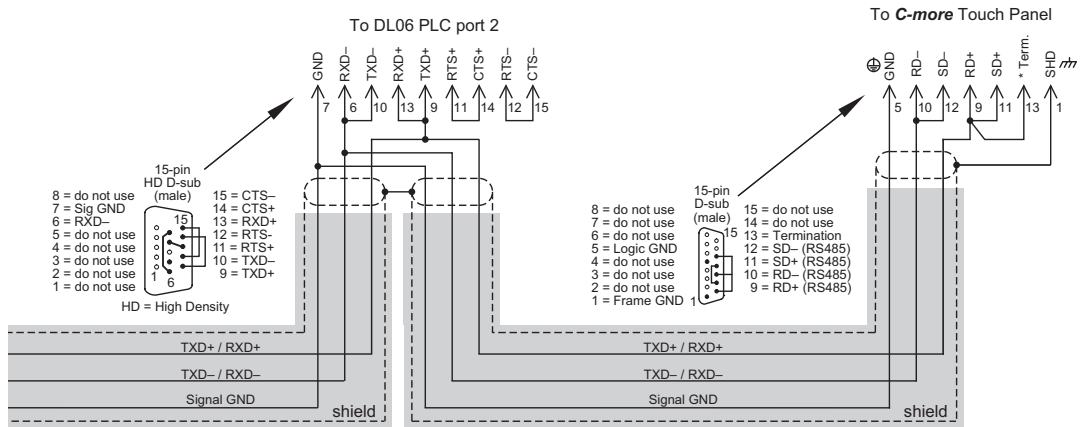 To DL06 PLC port 2
GND RXD– TXD– RXD+ TXD+ RTS+ CTS+ RTS– CTS–
7 6 10 13 9 11 14 12 15
To C-more Touch Panel
GND RD– SD– RD+ SD+ * Term. SHD
5 10 12 9 11 13 1
15-pin
HD D-sub
(male)
8 = do not use
7 = Sig GND
6 = RXD–
5 = do not use
4 = do not use
3 = do not use
2 = do not use
1 = do not use
15
1
6
15 = CTS–
14 = CTS+
13 = RXD+
12 = RTS-
11 = RTS+
10 = TXD–
9 = TXD+
HD = High Density
15-pin
D-sub
(male)
8 = do not use
7 = do not use
6 = do not use
5 = Logic GND
4 = do not use
3 = do not use
2 = do not use
1 = Frame GND
15
1
15 = do not use
14 = do not use
13 = Termination
12 = SD– (RS485)
11 = SD+ (RS485)
10 = RD– (RS485)
9 = RD+ (RS485)
TXD+ / RXD+
TXD– / RXD–
Signal GND
shield
TXD+ / RXD+
TXD– / RXD–
Signal GND
shield